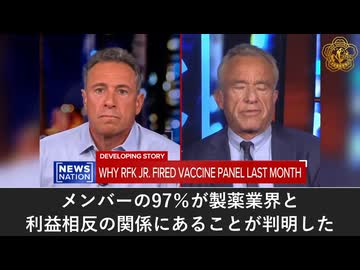 DEVELOPING STORY
NEWS
NATION
WHY RFK JR. FIRED VACCINE PANEL LAST MONTH
メンバーの97%が製薬業界と
利益相反の関係にあることが判明した